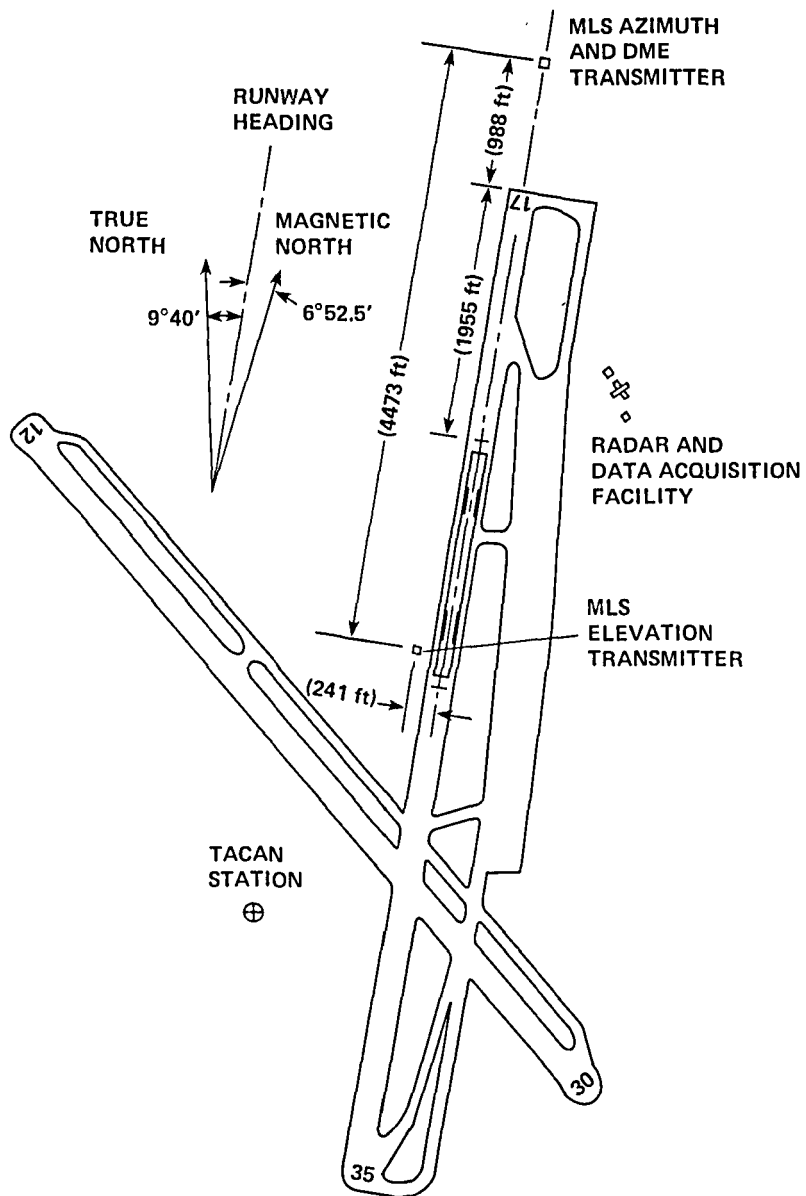 MLS AZIMUTH
AND DME
TRANSMITTER
(988 ft)
RUNWAY
HEADING
17
TRUE
NORTH
MAGNETIC
NORTH
9°40'
6°52.5'
(1955 ft)
(4473 ft)
12
RADAR AND
DATA ACQUISITION
FACILITY
MLS
ELEVATION
TRANSMITTER
(241 ft)
TACAN
STATION
30
35